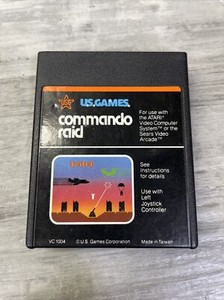 U.S. GAMES
commando
raid
For use with
the ATARI®
Video Computer
System™ or the
Sears Video
Arcade™
See
Instructions
for details
Use with
Left
Joystick
Controller
VC 1004
© U.S. Games Corporation
Made in Taiwan